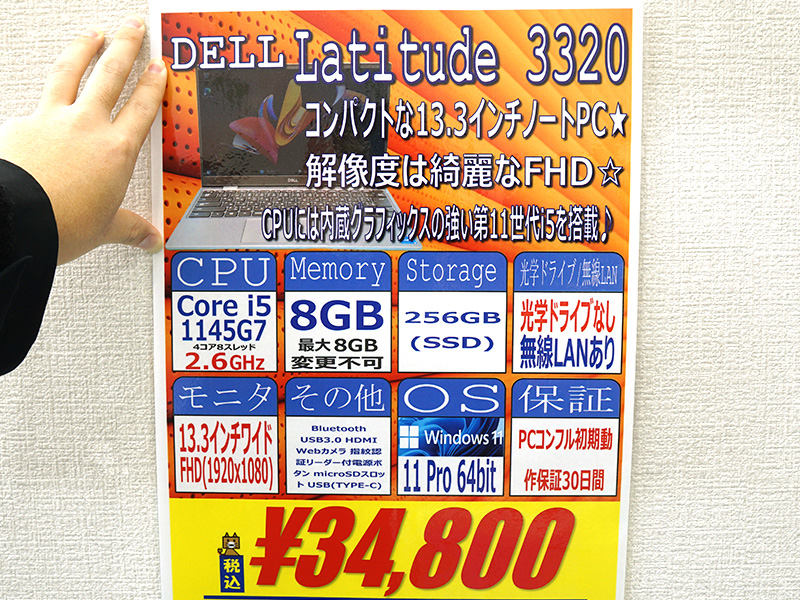 DELL Latitude 3320
コンパクトな13.3インチノートPC★
解像度は綺麗なFHD☆
CPUには内蔵グラフィックスの強い第11世代i5を搭載♪
CPU
Core i5
1145G7
4コア8スレッド
2.6GHz
Memory
8GB
最大8GB
変更不可
Storage
256GB
(SSD)
光学ドライブ/無線LAN
光学ドライブなし
無線LANあり
モニタ
13.3インチワイド
FHD(1920x1080)
その他
Bluetooth
USB3.0 HDMI
Webカメラ 指紋認
証リーダー付電源ボ
タン microSDスロッ
ト USB(TYPE-C)
OS
Windows 11
11 Pro 64bit
保証
PCコンフル初期動
作保証30日間
税込
¥34,800